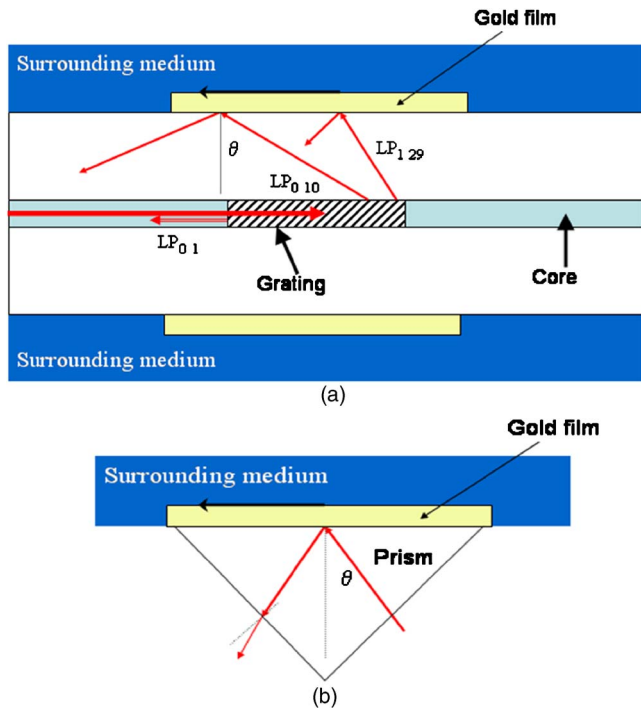 Gold film
Surrounding medium
θ
LP1 29
LP0 10
LP0 1
Grating
Core
Surrounding medium
(a)
Gold film
Surrounding medium
Prism
θ
(b)